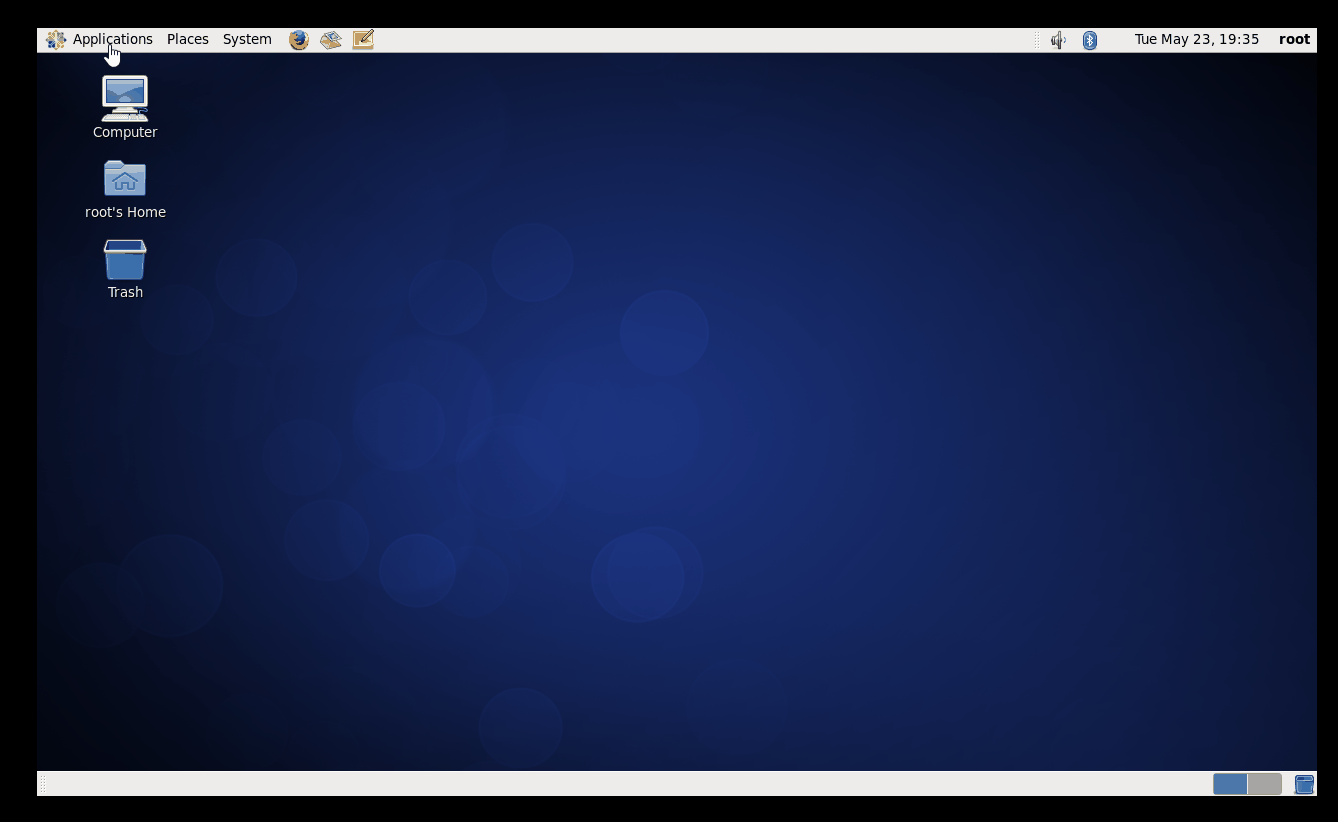 Applications Places System Tue May 23, 19:35 root
Computer
root's Home
Trash